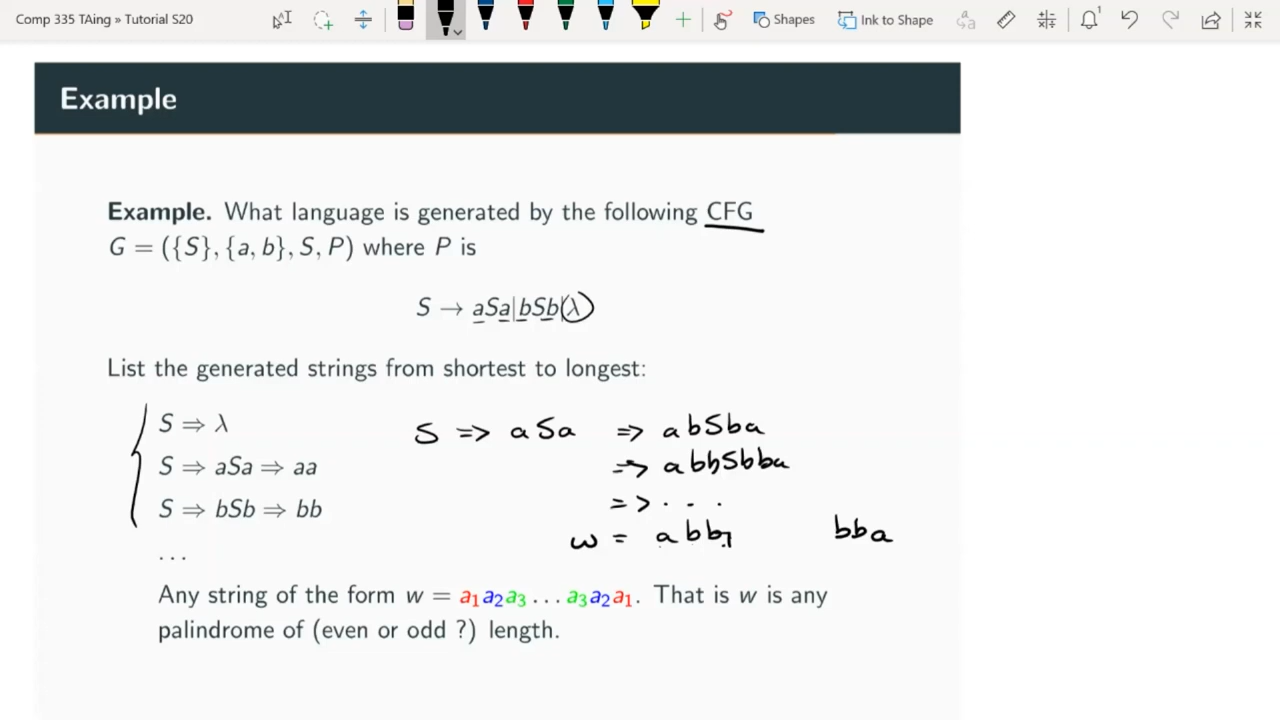 Comp 335 TAing » Tutorial S20
Shapes
Ink to Shape
Example
Example. What language is generated by the following CFG
G = ({S}, {a, b}, S, P) where P is
S → aSa|bSb|λ
List the generated strings from shortest to longest:
S ⇒ λ
S ⇒ aSa ⇒ aa
S ⇒ bSb ⇒ bb
...
S => aSa => abSba
=> abbSbba
=> . . .
w = abb bba
Any string of the form w = a₁a₂a₃ . . . a₃a₂a₁. That is w is any
palindrome of (even or odd ?) length.